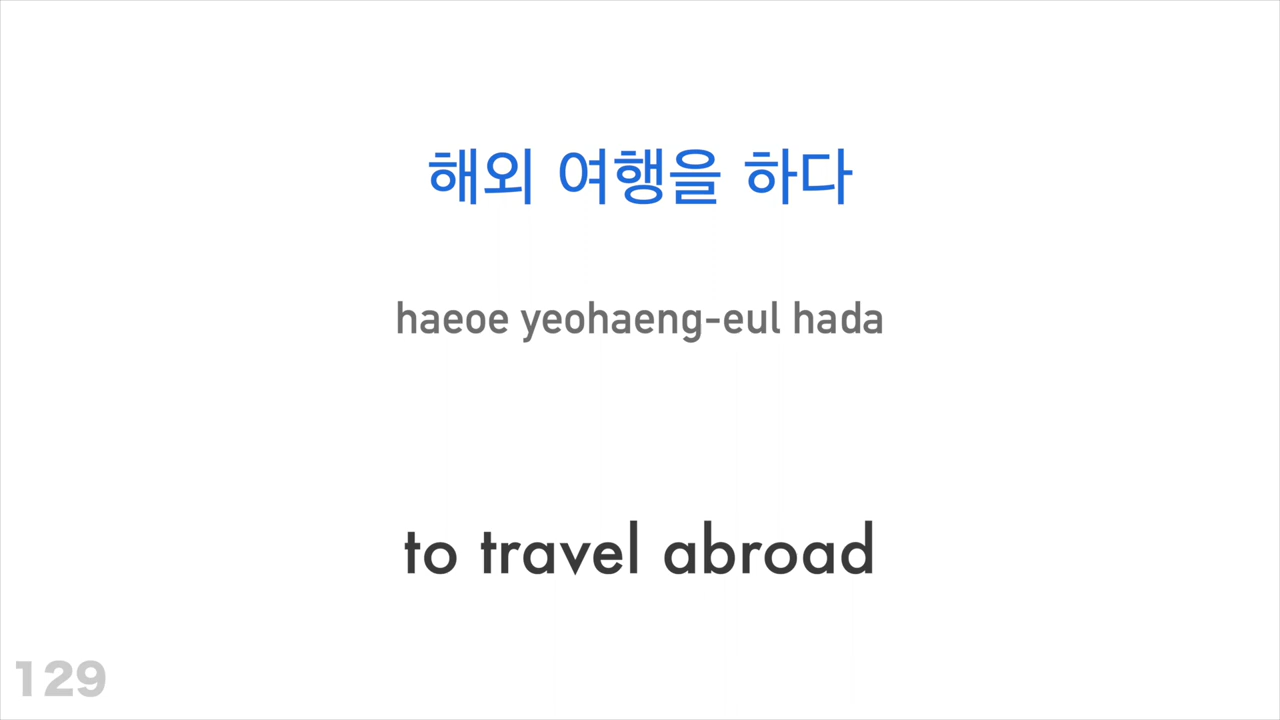 해외 여행을 하다
haeoe yeohaeng-eul hada
to travel abroad
129